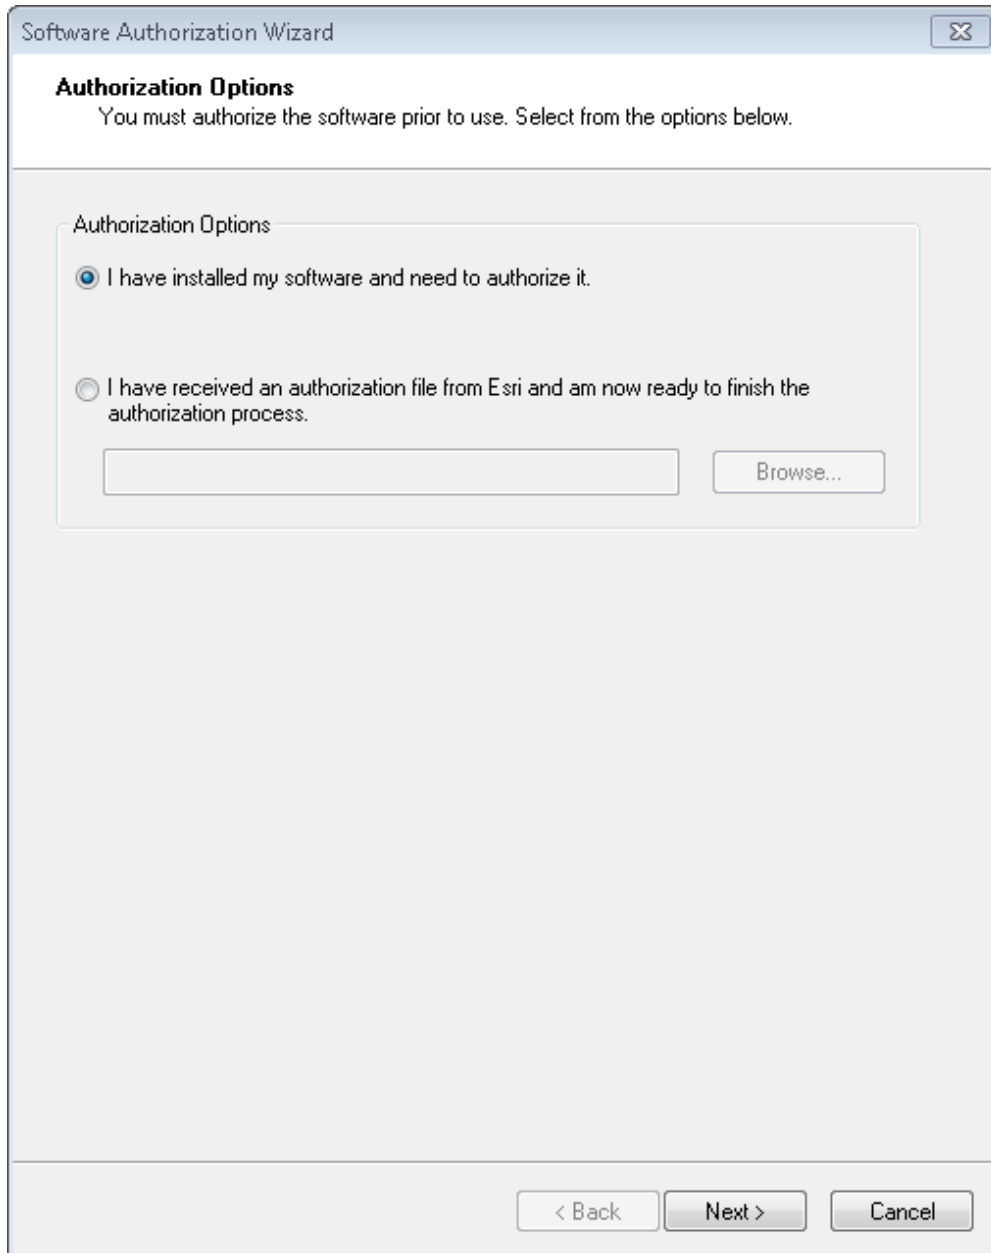 Software Authorization Wizard
Authorization Options
You must authorize the software prior to use. Select from the options below.
Authorization Options
I have installed my software and need to authorize it.
I have received an authorization file from Esri and am now ready to finish the
authorization process.
Browse...
< Back Next > Cancel